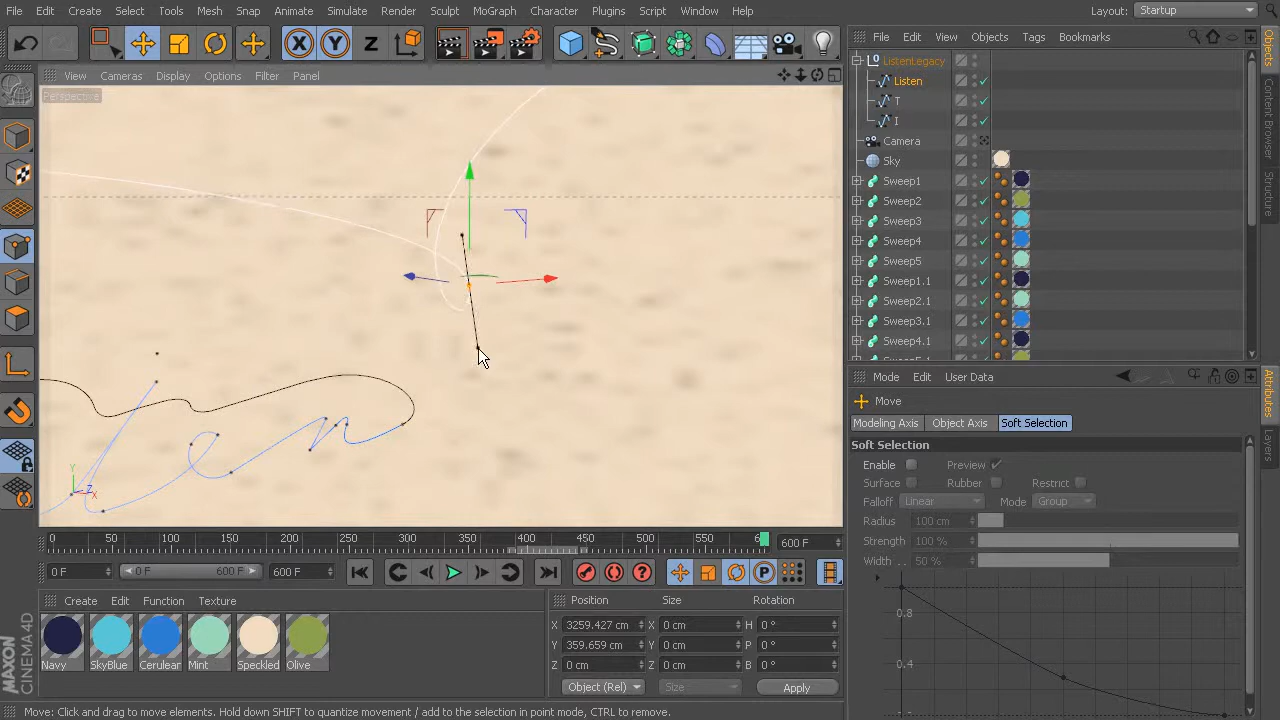 File Edit Create Select Tools Mesh Snap Animate Simulate Render Sculpt MoGraph Character Plugins Script Window Help Layout: Startup
X Y Z
File Edit View Objects Tags Bookmarks
View Cameras Display Options Filter Panel
Perspective
ListenLegacy
Listen
T
I
Camera
Sky
Sweep1
Sweep2
Sweep3
Sweep4
Sweep5
Sweep1.1
Sweep2.1
Sweep3.1
Sweep4.1
Objects
Content Browser
Structure
Mode Edit User Data
Move
Modeling Axis Object Axis Soft Selection
Soft Selection
Enable Preview
Surface Rubber Restrict
Falloff Linear Mode Group
Radius 100 cm
Strength 100 %
Width . . 50 %
0.8
0.4
Attributes
Layers
Y
Z
X
0 50 100 150 200 250 300 350 400 450 500 550 600 F
0 F 0 F 600 F 600 F
Create Edit Function Texture
Navy SkyBlue Cerulear Mint Speckled Olive
Position Size Rotation
X 3259.427 cm X 0 cm H 0 °
Y 359.659 cm Y 0 cm P 0 °
Z 0 cm Z 0 cm B 0 °
Object (Rel) Size Apply
MAXON
CINEMA 4D
Move: Click and drag to move elements. Hold down SHIFT to quantize movement / add to the selection in point mode, CTRL to remove.